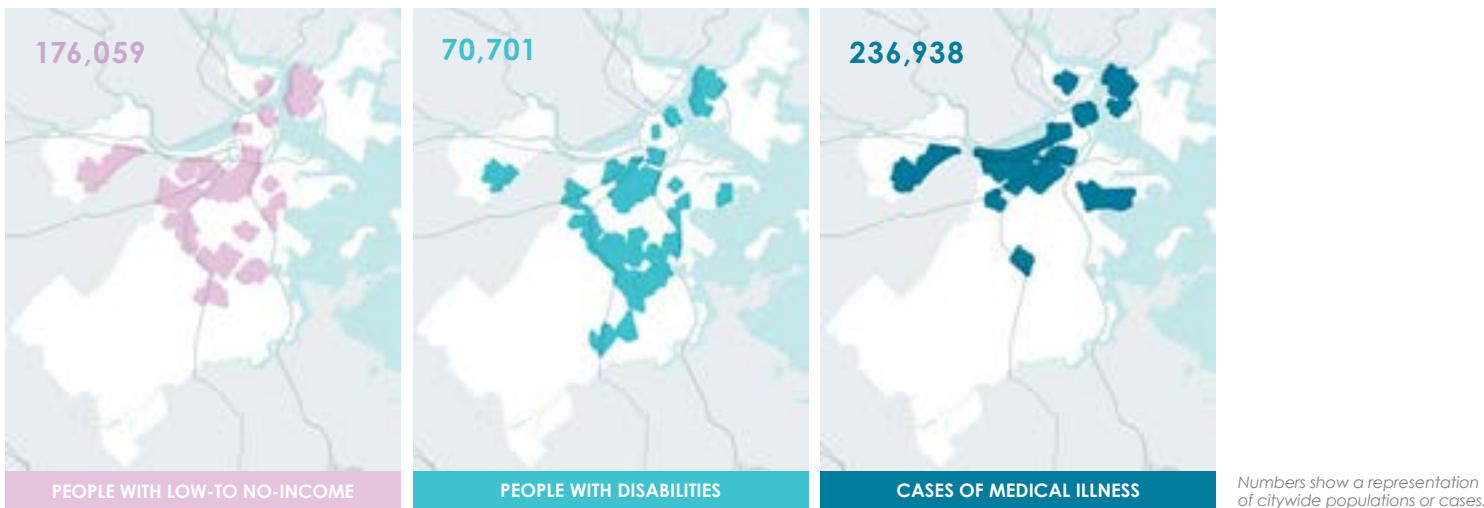 176,059
70,701
236,938
PEOPLE WITH LOW-TO NO-INCOME
PEOPLE WITH DISABILITIES
CASES OF MEDICAL ILLNESS
Numbers show a representation
of citywide populations or cases.